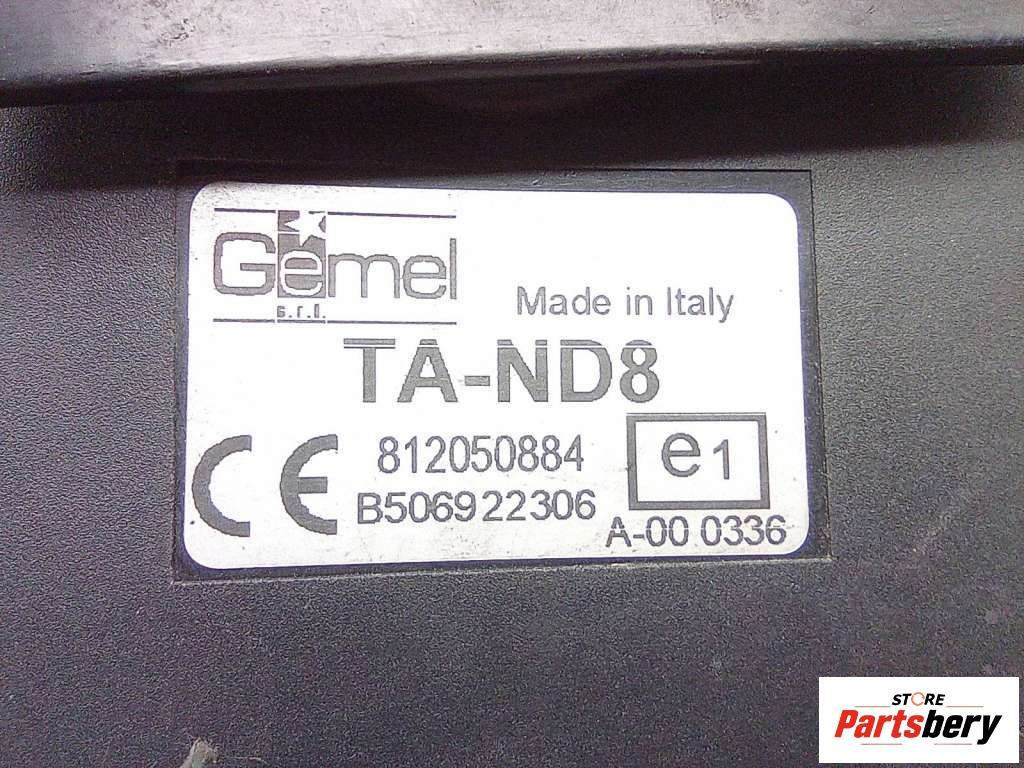 Gemel
s.r.l.
Made in Italy
TA-ND8
CE
812050884
e1
B506922306
A-00 0336
STORE
Partsbery